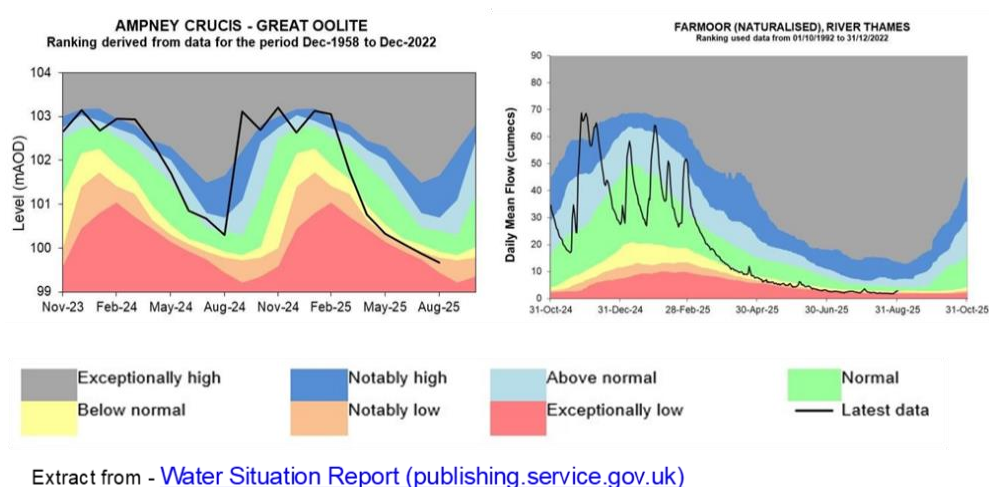 AMPNEY CRUCIS - GREAT OOLITE
Ranking derived from data for the period Dec-1958 to Dec-2022
104
103
102
101
100
99
Level (mAOD)
Nov-23 Feb-24 May-24 Aug-24 Nov-24 Feb-25 May-25 Aug-25
FARMOOR (NATURALISED), RIVER THAMES
Ranking used data from 01/10/1992 to 31/12/2022
90
80
70
60
50
40
30
20
10
0
Daily Mean Flow (cumecs)
31-Oct-24 31-Dec-24 28-Feb-25 30-Apr-25 30-Jun-25 31-Aug-25 31-Oct-25
Exceptionally high Notably high Above normal Normal
Below normal Notably low Exceptionally low Latest data
Extract from - Water Situation Report (publishing.service.gov.uk)